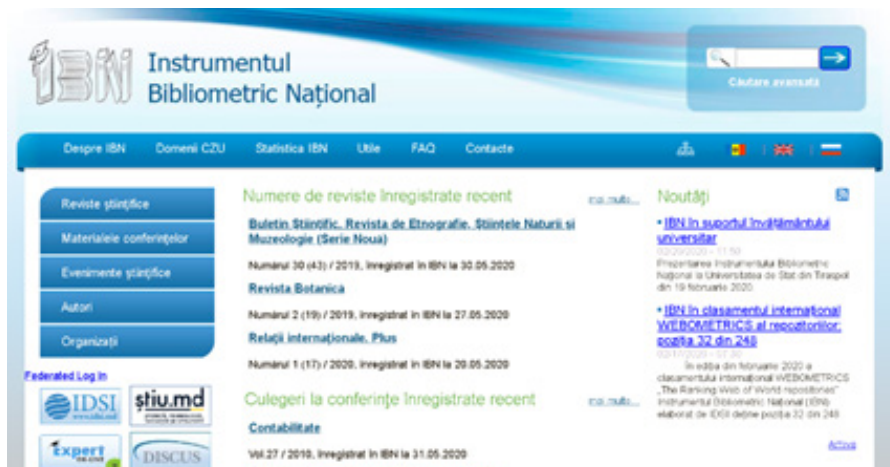 IBN
Instrumentul
Bibliometric Național
Căutare avansată
Despre IBN Domenii CZU Statistica IBN Utile FAQ Contacte
Reviste științifice
Materialele conferințelor
Evenimente științifice
Autori
Organizații
Federated Log In
IDSI
știu.md
Expert
DISCUS
Numere de reviste înregistrate recent
mai multe...
Buletin Științific. Revista de Etnografie, Științele Naturii și
Muzeologie (Serie Nouă)
Numărul 30 (43) / 2019, înregistrat în IBN la 30.05.2020
Revista Botanica
Numărul 2 (19) / 2019, înregistrat în IBN la 27.05.2020
Relații internaționale. Plus
Numărul 1 (17) / 2020, înregistrat în IBN la 20.05.2020
Culegeri la conferințe înregistrate recent
mai multe...
Contabilitate
Vol.27 / 2010, înregistrat în IBN la 31.05.2020
Noutăți
IBN în suportul învățământului
universitar
02/20/2020 - 11:50
Prezentarea Instrumentului Bibliometric
Național la Universitatea de Stat din Tiraspol
din 19 februarie 2020
IBN în clasamentul internațional
WEBOMETRICS al repozitoriilor:
poziția 32 din 248
În ediția din februarie 2020 a
clasamentului internațional WEBOMETRICS
„The Ranking Web of World repositories"
Instrumentul Bibliometric Național (IBN)
elaborat de IDSI deține poziția 32 din 248
Arhiva